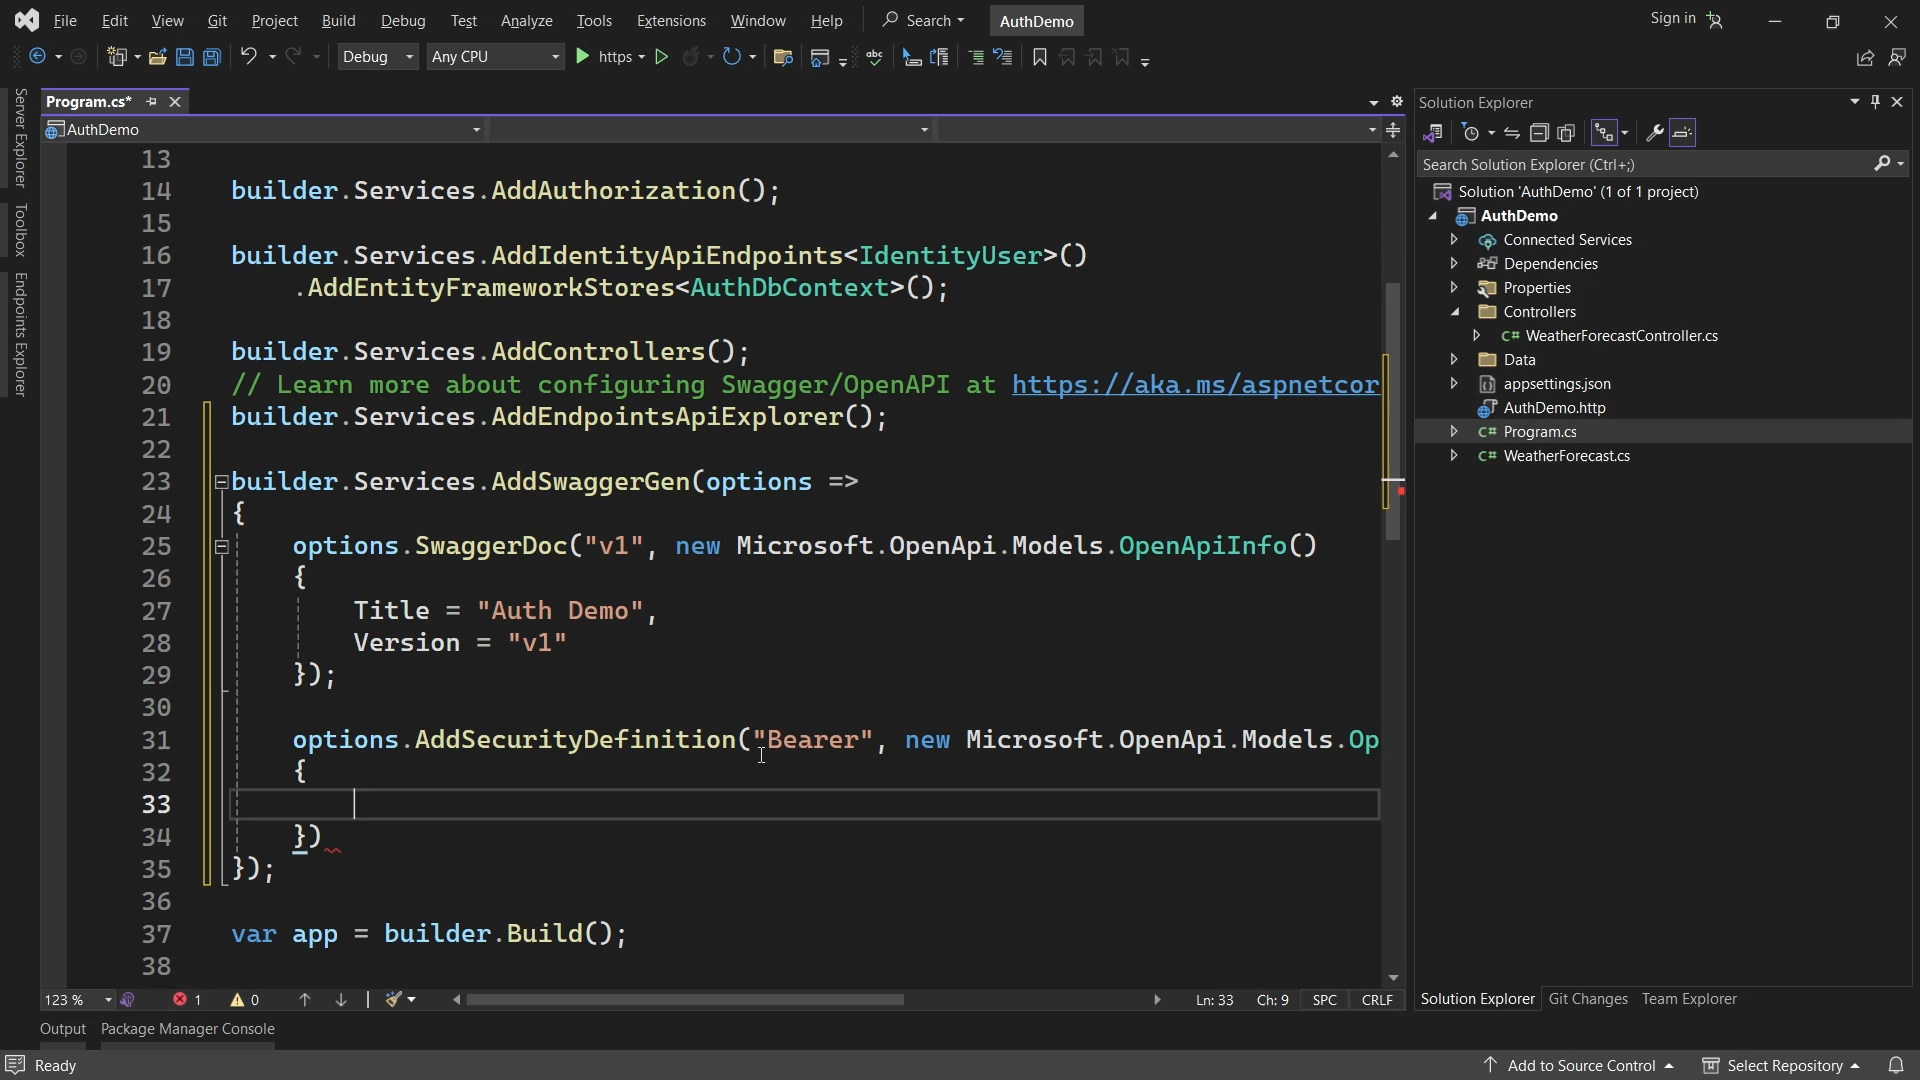 File Edit View Git Project Build Debug Test Analyze Tools Extensions Window Help Search AuthDemo Sign in
Debug Any CPU https
Server Explorer
Toolbox
Endpoints Explorer
Program.cs*
AuthDemo
13
14 builder.Services.AddAuthorization();
15
16 builder.Services.AddIdentityApiEndpoints<IdentityUser>()
17 .AddEntityFrameworkStores<AuthDbContext>();
18
19 builder.Services.AddControllers();
20 // Learn more about configuring Swagger/OpenAPI at https://aka.ms/aspnetcor
21 builder.Services.AddEndpointsApiExplorer();
22
23 builder.Services.AddSwaggerGen(options =>
24 {
25 options.SwaggerDoc("v1", new Microsoft.OpenApi.Models.OpenApiInfo()
26 {
27 Title = "Auth Demo",
28 Version = "v1"
29 });
30
31 options.AddSecurityDefinition("Bearer", new Microsoft.OpenApi.Models.Op
32 {
33
34 })
35 });
36
37 var app = builder.Build();
38
123 % 1 0 Ln: 33 Ch: 9 SPC CRLF
Output Package Manager Console
Solution Explorer
Search Solution Explorer (Ctrl+;)
Solution 'AuthDemo' (1 of 1 project)
AuthDemo
Connected Services
Dependencies
Properties
Controllers
C# WeatherForecastController.cs
Data
appsettings.json
AuthDemo.http
C# Program.cs
C# WeatherForecast.cs
Solution Explorer Git Changes Team Explorer
Ready Add to Source Control Select Repository